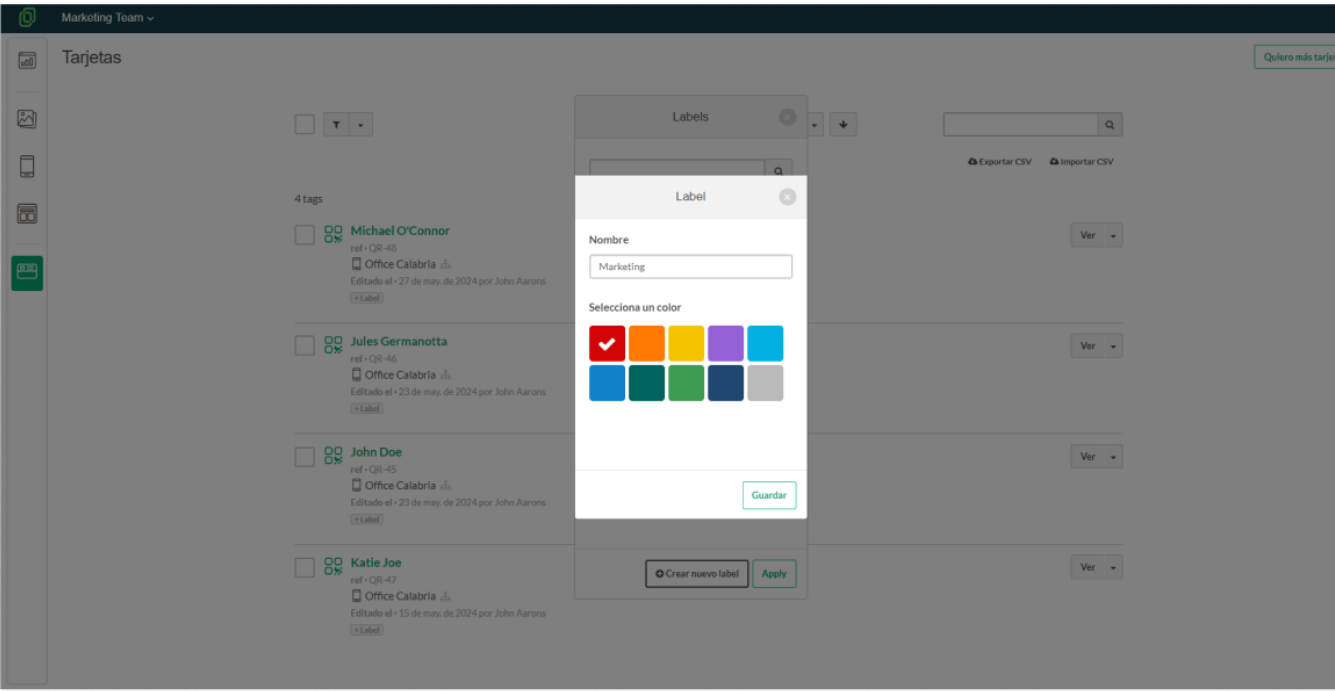 Marketing Team
Tarjetas
Quiero más
Labels
Exportar CSV Importar CSV
4 tags
Michael O'Connor
ref • QR-48
Office Calabria
Editado el • 27 de may. de 2024 por John Aarons
+ Label
Ver
Jules Germanotta
ref • QR-46
Office Calabria
Editado el • 23 de may. de 2024 por John Aarons
+ Label
Ver
John Doe
ref • QR-45
Office Calabria
Editado el • 23 de may. de 2024 por John Aarons
+ Label
Ver
Katie Joe
ref • QR-47
Office Calabria
Editado el • 15 de may. de 2024 por John Aarons
+ Label
Ver
Label
Nombre
Marketing
Selecciona un color
Guardar
Crear nuevo label
Apply